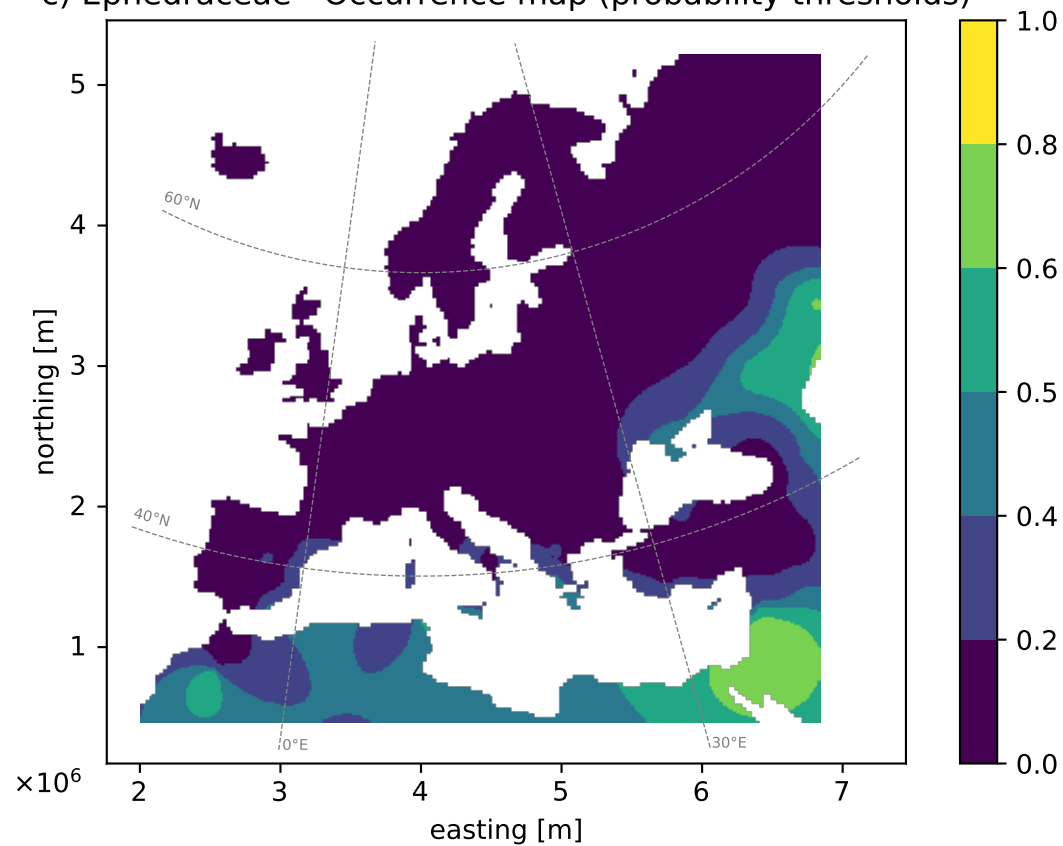 c) Ephedraceae - Occurrence map (probability thresholds)
1.0
5
0.8
60°N
4
0.6
northing [m]
3
0.5
2
40°N
0.4
1
0.2
0°E
30°E
×10⁶
2 3 4 5 6 7
0.0
easting [m]